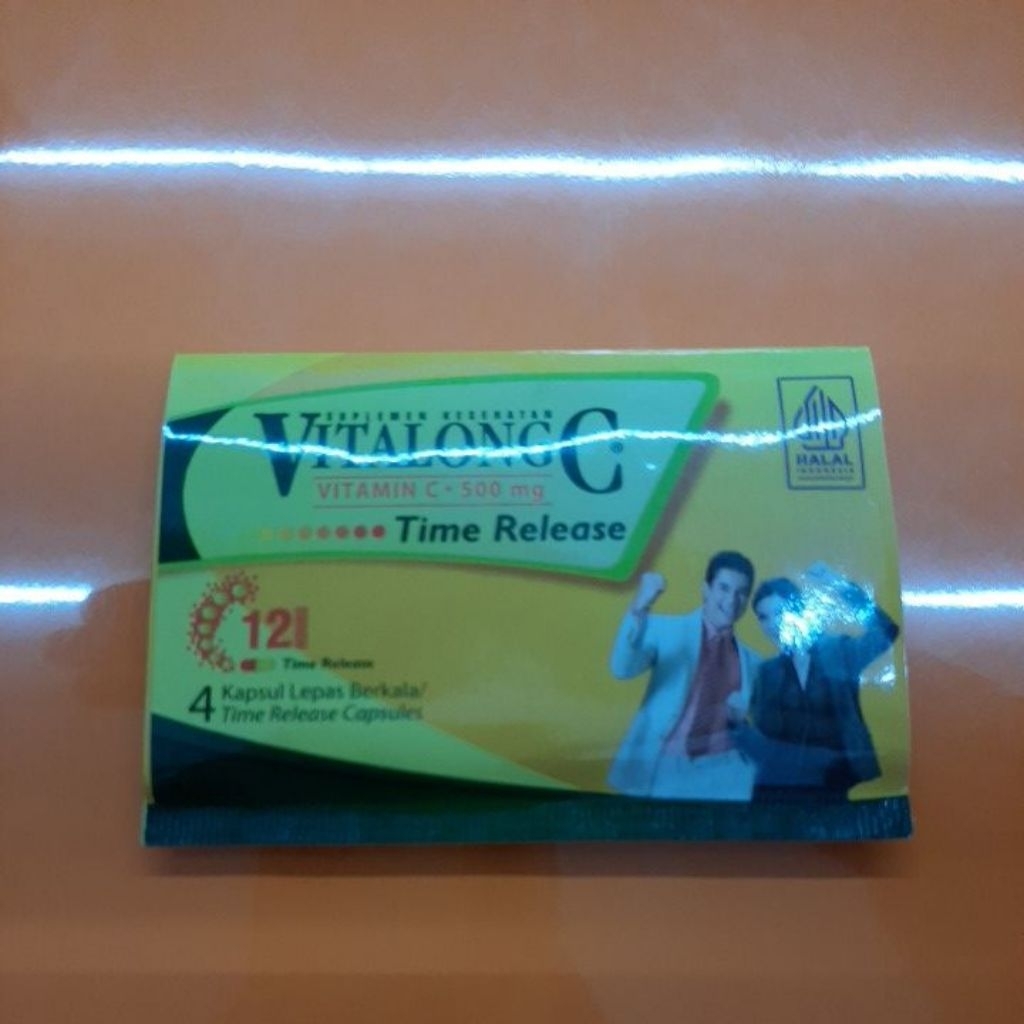 SUPLEMEN KESEHATAN
VITALONG C®
VITAMIN C • 500 mg
Time Release
HALAL
INDONESIA
12
Time Release
4 Kapsul Lepas Berkala/
Time Release Capsules